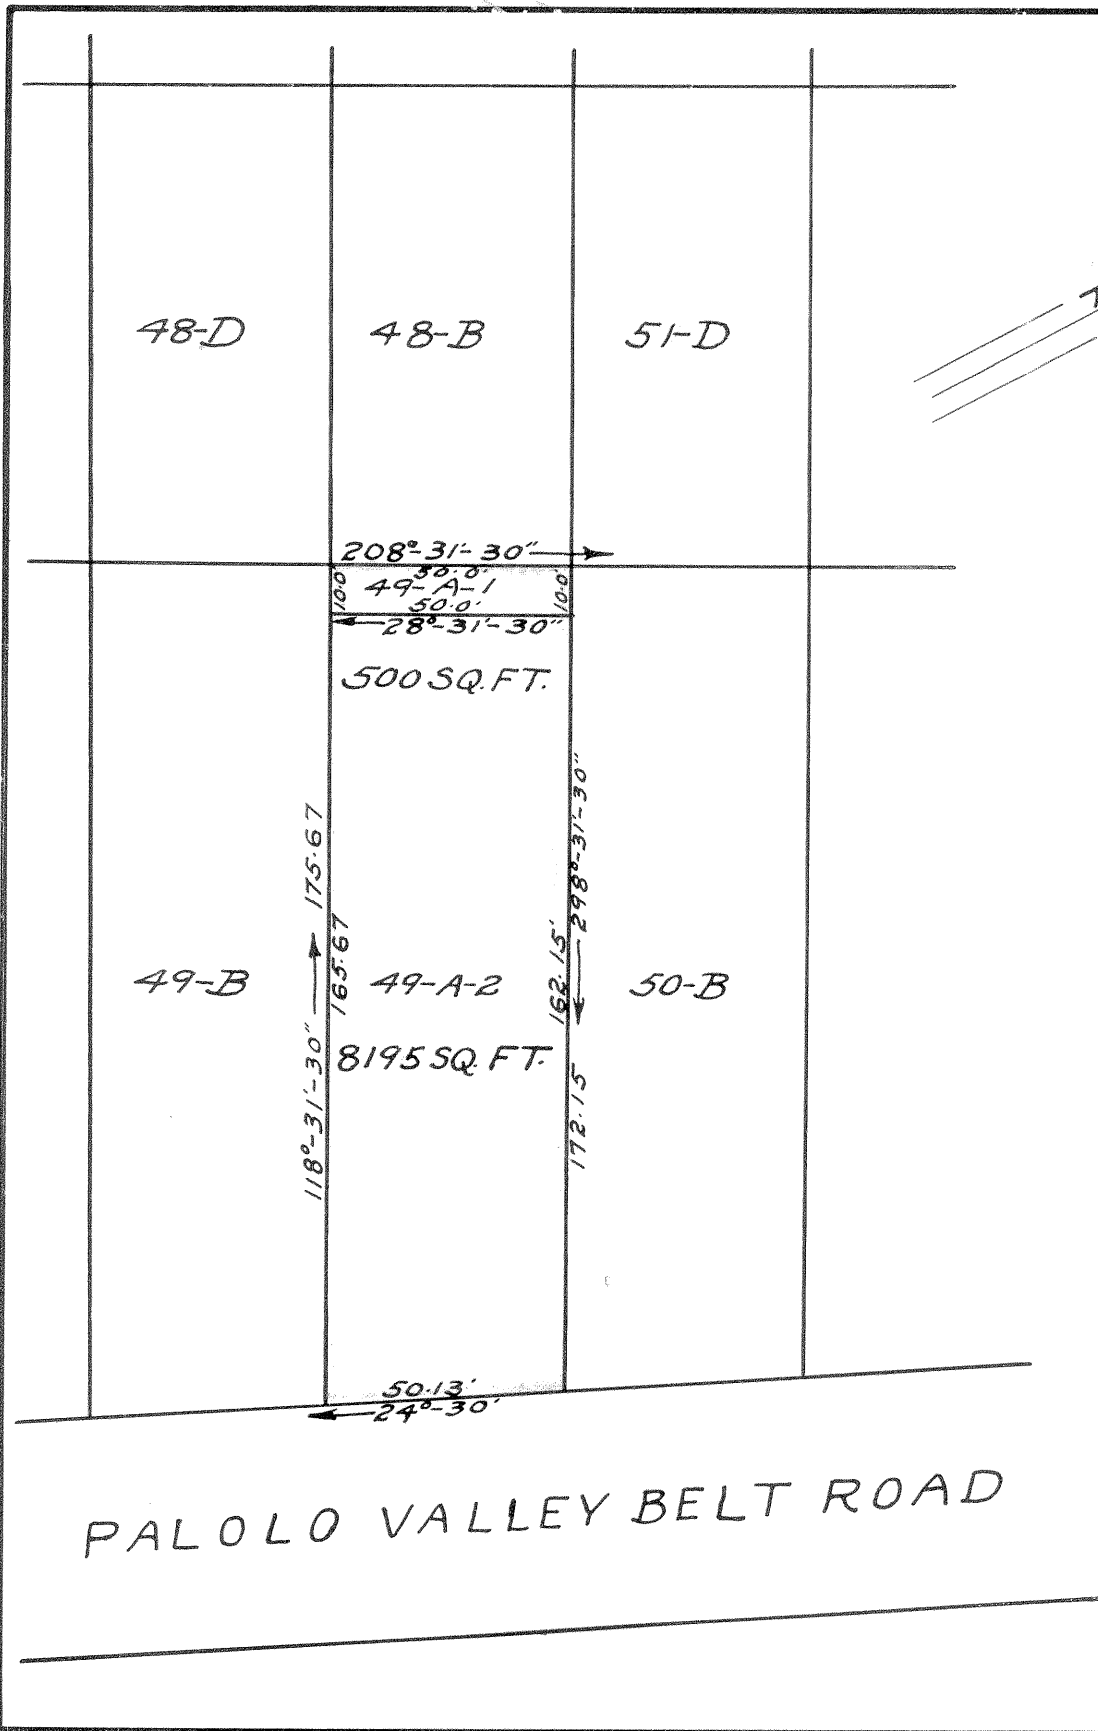 48-D
48-B
51-D
208°-31'-30"
50.0'
10.0'
49-A-1
10.0'
50.0'
28°-31'-30"
500 SQ. FT.
118°-31'-30" 175.67
165.67
298°-31'-30"
162.15'
172.15
49-B
49-A-2
50-B
8195 SQ. FT.
50.13'
24°-30'
PALOLO VALLEY BELT ROAD